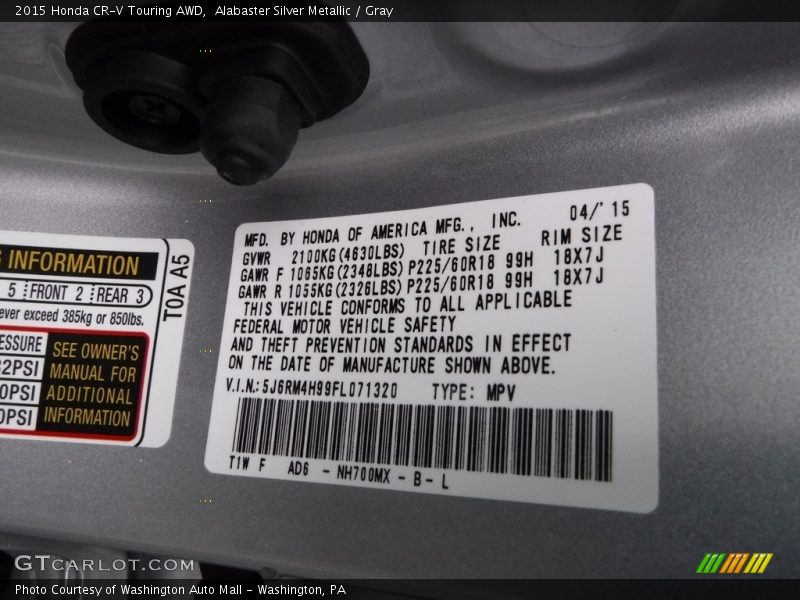 2015 Honda CR-V Touring AWD,  Alabaster Silver Metallic / Gray
INFORMATION
5 FRONT 2 REAR 3
ever exceed 385kg or 850lbs.
SEE OWNER'S
MANUAL FOR
ADDITIONAL
INFORMATION
T0A A5
MFD. BY HONDA OF AMERICA MFG., INC. 04/'15
GVWR 2100KG(4630LBS) TIRE SIZE RIM SIZE
GAWR F 1065KG(2348LBS) P225/60R18 99H 18X7J
GAWR R 1055KG(2326LBS) P225/60R18 99H 18X7J
THIS VEHICLE CONFORMS TO ALL APPLICABLE
FEDERAL MOTOR VEHICLE SAFETY
AND THEFT PREVENTION STANDARDS IN EFFECT
ON THE DATE OF MANUFACTURE SHOWN ABOVE.
V.I.N.: 5J6RM4H99FL071320 TYPE: MPV
T1W F AD6 - NH700MX - B- L
GTCARLOT.COM
Photo Courtesy of Washington Auto Mall - Washington, PA